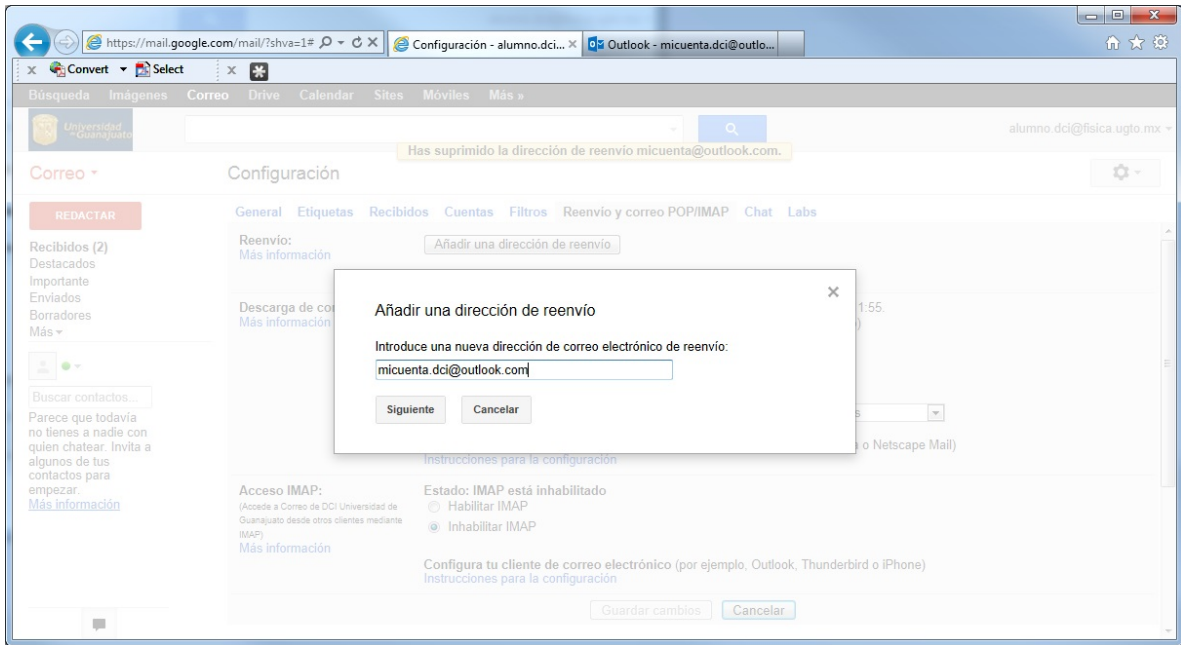 https://mail.google.com/mail/?shva=1#
Configuración - alumno.dci...
Outlook - micuenta.dci@outlo...
x Convert Select x
Búsqueda Imágenes Correo Drive Calendar Sites Móviles Más »
Universidad de Guanajuato
alumno.dci@fisica.ugto.mx
Has suprimido la dirección de reenvío micuenta@outlook.com.
Correo
Configuración
REDACTAR
Recibidos (2)
Destacados
Importante
Enviados
Borradores
Más
Buscar contactos...
Parece que todavía
no tienes a nadie con
quien chatear. Invita a
algunos de tus
contactos para
empezar.
Más información
General Etiquetas Recibidos Cuentas Filtros Reenvío y correo POP/IMAP Chat Labs
Reenvío:
Más información
Añadir una dirección de reenvío
Descarga de co
Más información
1:55.
)
Añadir una dirección de reenvío
Introduce una nueva dirección de correo electrónico de reenvío:
micuenta.dci@outlook.com
Siguiente Cancelar
s
o Netscape Mail)
Instrucciones para la configuración
Acceso IMAP:
(Accede a Correo de DCI Universidad de
Guanajuato desde otros clientes mediante
IMAP)
Más información
Estado: IMAP está inhabilitado
Habilitar IMAP
Inhabilitar IMAP
Configura tu cliente de correo electrónico (por ejemplo, Outlook, Thunderbird o iPhone)
Instrucciones para la configuración
Guardar cambios Cancelar